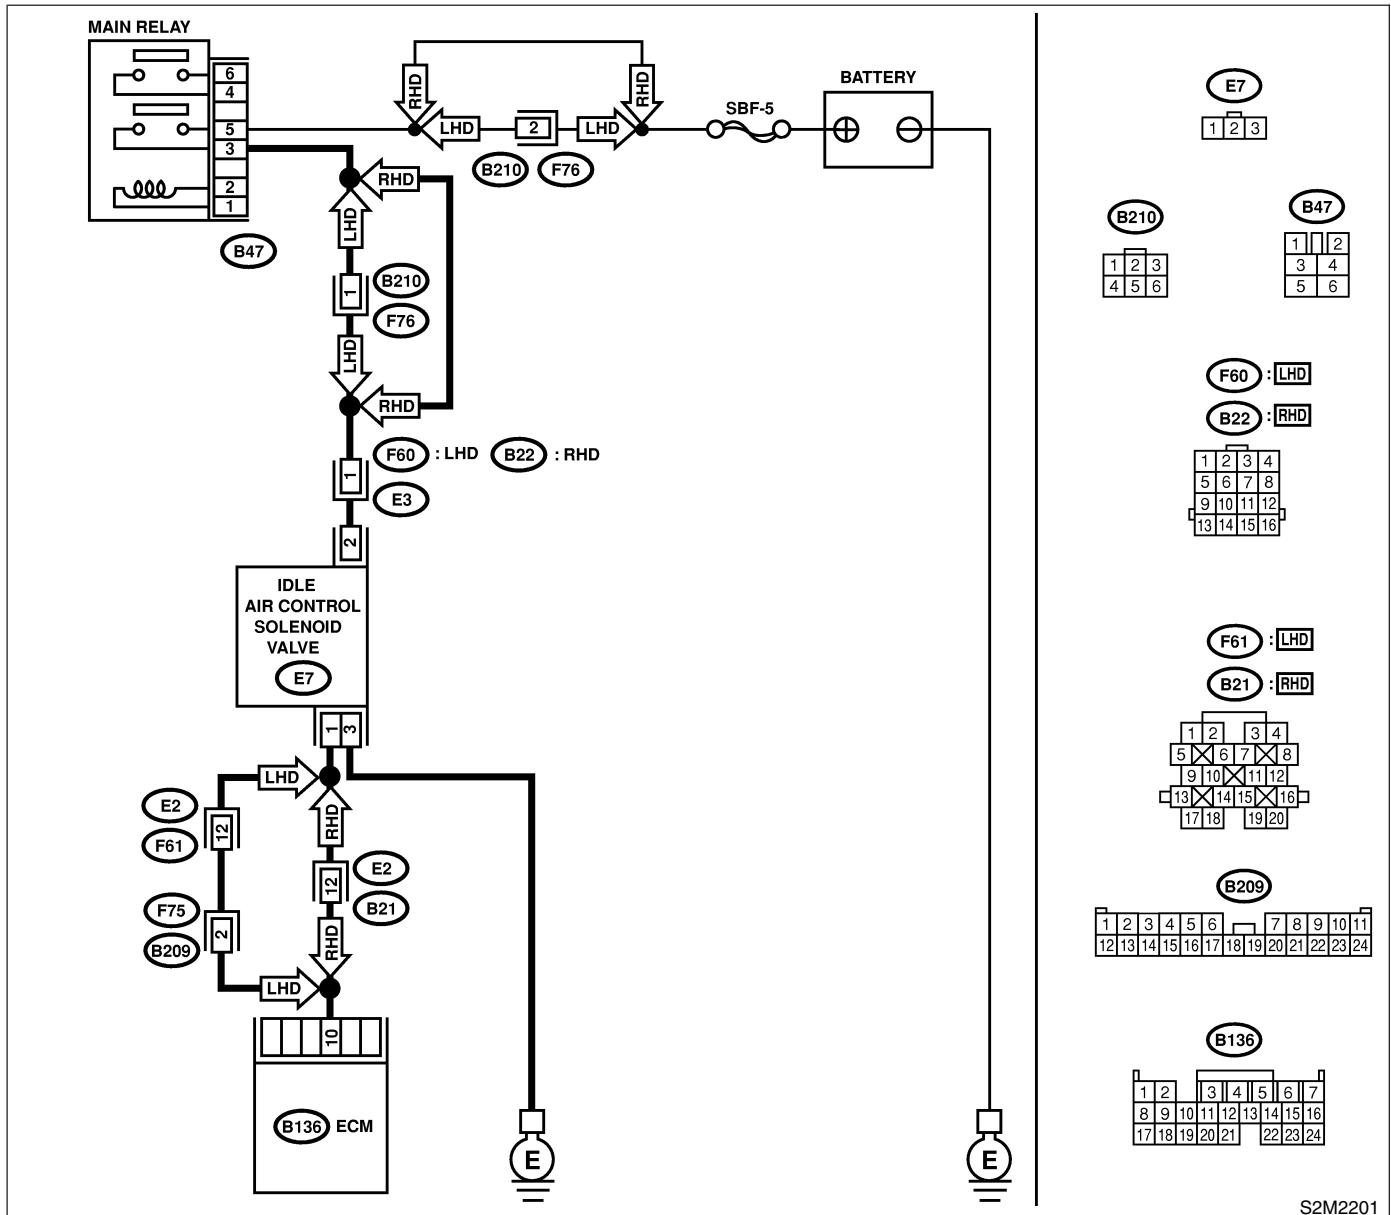 MAIN RELAY
6
4
5
3
2
1
B47
RHD
RHD
LHD
2
LHD
B210
F76
SBF-5
BATTERY
RHD
LHD
1
B210
F76
LHD
RHD
F60 : LHD
B22 : RHD
1
E3
2
IDLE
AIR CONTROL
SOLENOID
VALVE
E7
1 3
LHD
RHD
E2
F61
12
12
E2
B21
F75
B209
2
RHD
LHD
10
B136 ECM
E
E
E7
1 2 3
B210
1 2 3
4 5 6
B47
1 2
3 4
5 6
F60 : LHD
B22 : RHD
1 2 3 4
5 6 7 8
9 10 11 12
13 14 15 16
F61 : LHD
B21 : RHD
1 2 3 4
5 6 7 8
9 10 11 12
13 14 15 16
17 18 19 20
B209
1 2 3 4 5 6 7 8 9 10 11
12 13 14 15 16 17 18 19 20 21 22 23 24
B136
1 2 3 4 5 6 7
8 9 10 11 12 13 14 15 16
17 18 19 20 21 22 23 24
S2M2201